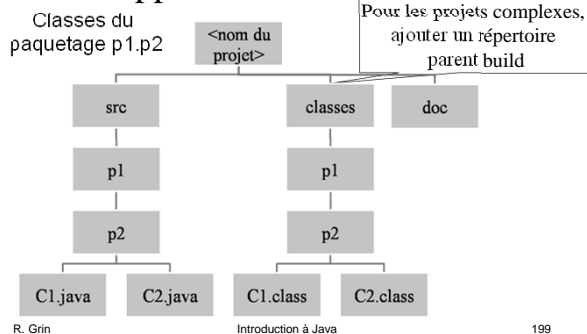 Classes du
paquetage p1.p2
<nom du
projet>
Pour les projets complexes,
ajouter un répertoire
parent build
src
classes
doc
p1
p1
p2
p2
C1.java
C2.java
C1.class
C2.class
R. Grin
Introduction à Java
199